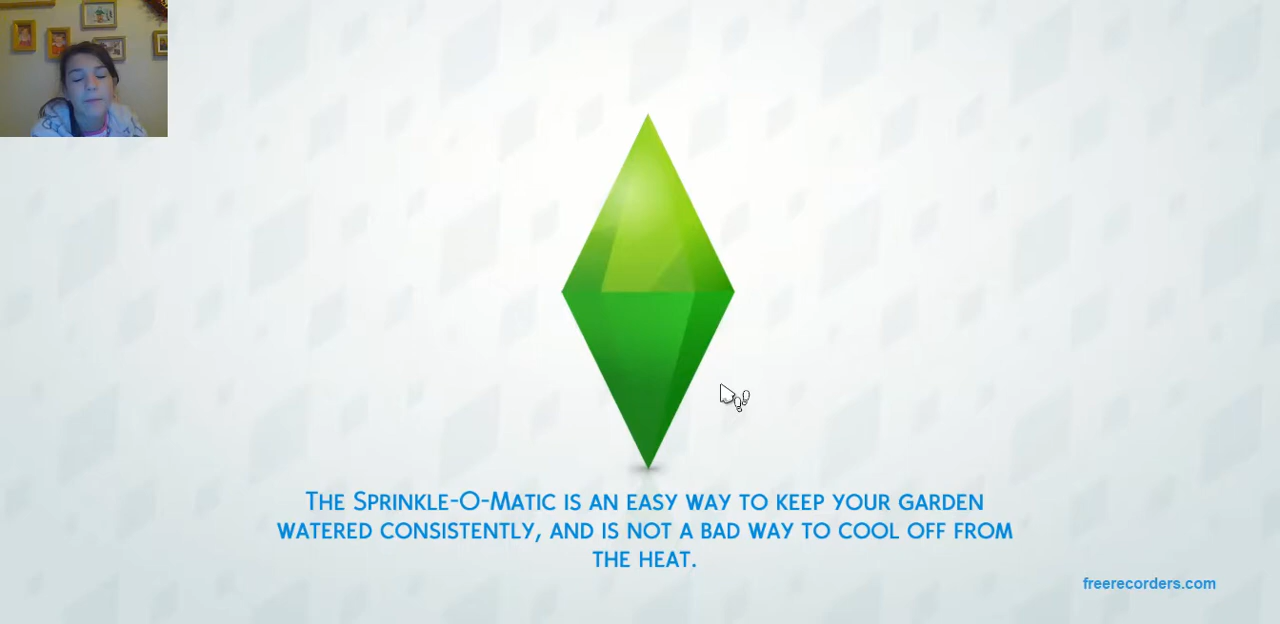 The Sprinkle-O-Matic is an easy way to keep your garden
watered consistently, and is not a bad way to cool off from
the heat.
freerecorders.com